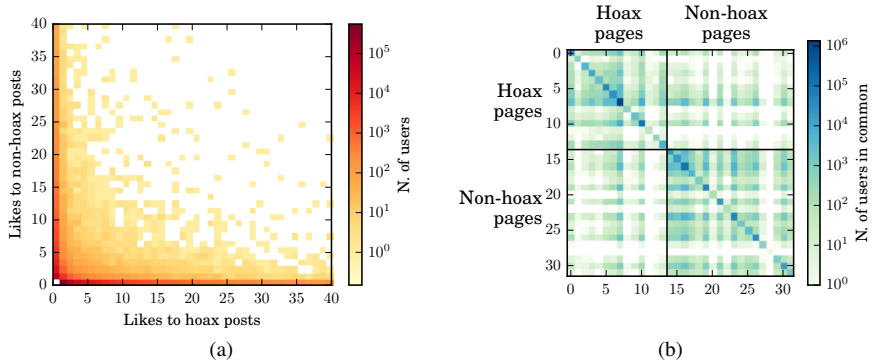 40
35
30
25
20
15
10
5
0
Likes to non-hoax posts
0 5 10 15 20 25 30 35 40
Likes to hoax posts
10^5
10^4
10^3
10^2
10^1
10^0
N. of users
(a)
Hoax
pages
Non-hoax
pages
Hoax
pages
Non-hoax
pages
0
5
10
15
20
25
30
0 5 10 15 20 25 30
10^6
10^5
10^4
10^3
10^2
10^1
10^0
N. of users in common
(b)